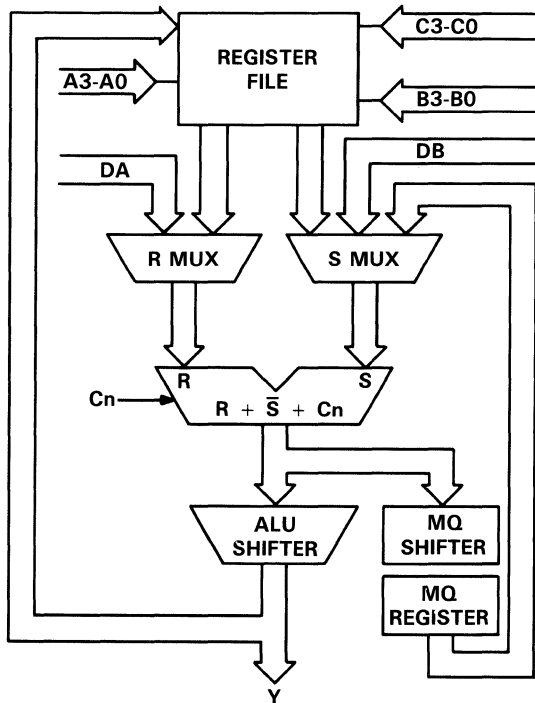 C3-C0
REGISTER
FILE
A3-A0
B3-B0
DB
DA
R MUX
S MUX
R
S
Cn
R + S̅ + Cn
ALU
SHIFTER
MQ
SHIFTER
MQ
REGISTER
Y